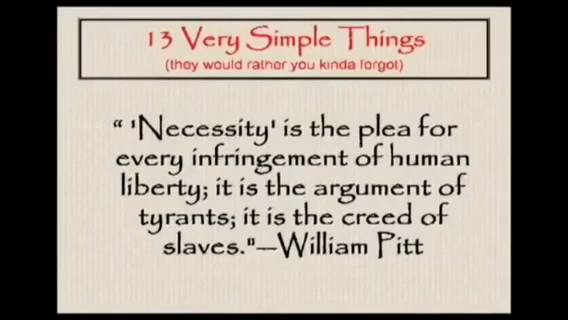 13 Very Simple Things
(they would rather you kinda forgot)
“ 'Necessity' is the plea for
every infringement of human
liberty; it is the argument of
tyrants; it is the creed of
slaves."—William Pitt